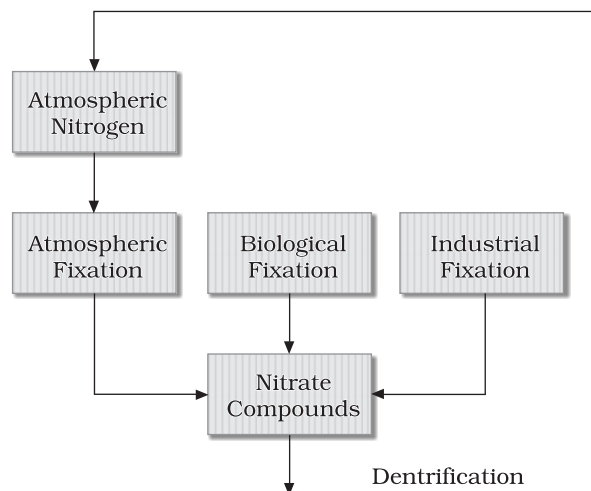 Atmospheric
Nitrogen
Atmospheric
Fixation
Biological
Fixation
Industrial
Fixation
Nitrate
Compounds
Dentrification